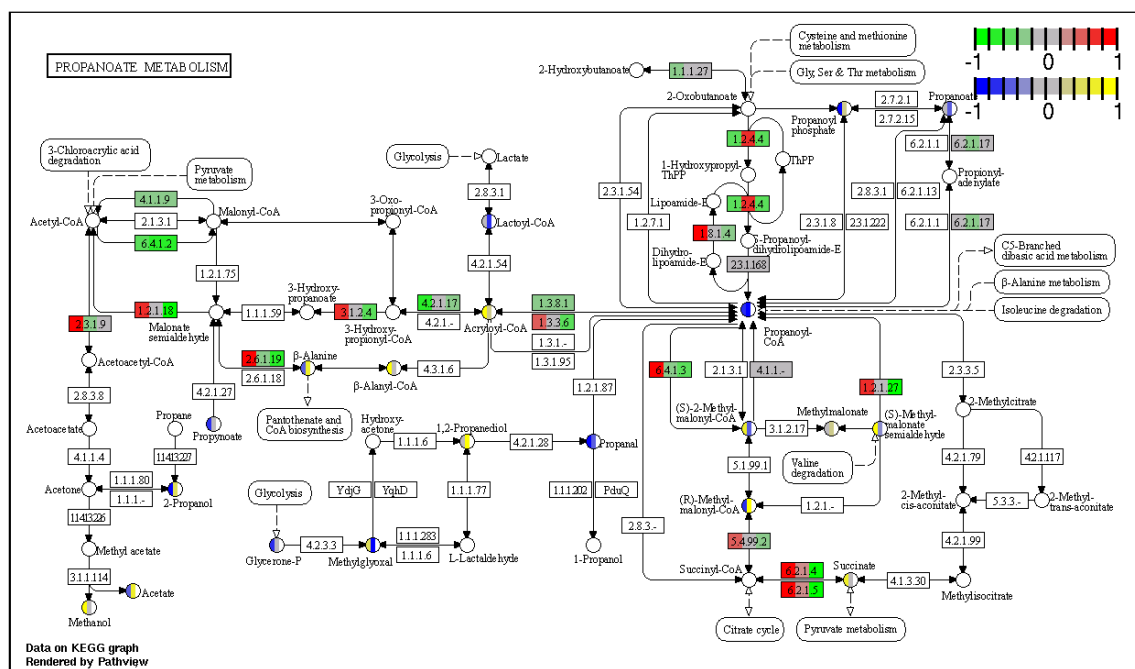 PROPANOATE METABOLISM
Cysteine and methionine
metabolism
Gly, Ser & Thr metabolism
2-Hydroxybutanoate
1.1.1.27
2-Oxobutanoate
-1 0 1
-1 0 1
Propanoyl
phosphate
2.7.2.1
2.7.2.15
Propanoate
3-Chloroacrylic acid
degradation
Pyruvate
metabolism
Glycolysis
Lactate
2.8.3.1
Lactoyl-CoA
4.2.1.54
1.2.4.4
1-Hydroxypropyl-
ThPP
ThPP
Lipoamide-E
1.2.4.4
1.8.1.4
Dihydro-
lipoamide-E
S-Propanoyl-
dihydrolipoamide-E
2.3.1.168
2.3.1.54
1.2.7.1
2.3.1.8
2.3.1.222
2.8.3.1
6.2.1.13
6.2.1.1
6.2.1.17
Propionyl-
adenylate
6.2.1.1
6.2.1.17
C5-Branched
dibasic acid metabolism
β-Alanine metabolism
Isoleucine degradation
Acetyl-CoA
4.1.1.9
2.1.3.1
6.4.1.2
Malonyl-CoA
3-Oxo-
propionyl-CoA
1.2.1.75
2.3.1.9
1.2.1.18
Malonate
semialdehyde
1.1.1.59
3-Hydroxy-
propanoate
3.1.2.4
3-Hydroxy-
propionyl-CoA
4.2.1.17
4.2.1.-
Acryloyl-CoA
1.3.8.1
1.3.3.6
1.3.1.-
1.3.1.95
Propanoyl-
CoA
Acetoacetyl-CoA
2.6.1.19
2.6.1.18
β-Alanine
β-Alanyl-CoA
4.3.1.6
2.8.3.8
4.2.1.27
Propynoate
Pantothenate and
CoA biosynthesis
1.2.1.87
6.4.1.3
2.1.3.1
4.1.1.-
1.2.1.27
2.3.3.5
Acetoacetate
Propane
4.1.1.4
1.14.13.227
Acetone
1.1.1.80
1.1.1.-
2-Propanol
1.14.13.226
Methyl acetate
3.1.1.114
Acetate
Methanol
Hydroxy-
acetone
1.1.1.6
1,2-Propanediol
4.2.1.28
Propanal
Glycolysis
YdjG
YqhD
1.1.1.77
1.1.1.202
PduQ
Glycerone-P
4.2.3.3
Methylglyoxal
1.1.1.283
1.1.1.6
L-Lactaldehyde
1-Propanol
(S)-2-Methyl-
malonyl-CoA
3.1.2.17
Methylmalonate
(S)-Methyl-
malonate
semialdehyde
Valine
degradation
5.1.99.1
(R)-Methyl-
malonyl-CoA
1.2.1.-
2.8.3.-
5.4.99.2
Succinyl-CoA
6.2.1.4
6.2.1.5
Succinate
4.1.3.30
Methylisocitrate
Citrate cycle
Pyruvate metabolism
2-Methylcitrate
4.2.1.79
4.2.1.117
2-Methyl-
cis-aconitate
5.3.3.-
2-Methyl-
trans-aconitate
4.2.1.99
Data on KEGG graph
Rendered by Pathview